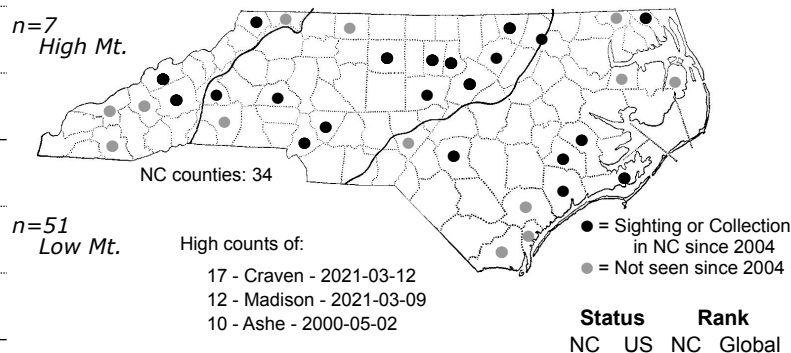 n=7
High Mt.
NC counties: 34
n=51
Low Mt.
High counts of:
17 - Craven - 2021-03-12
12 - Madison - 2021-03-09
10 - Ashe - 2000-05-02
= Sighting or Collection
in NC since 2004
= Not seen since 2004
Status Rank
NC US NC Global